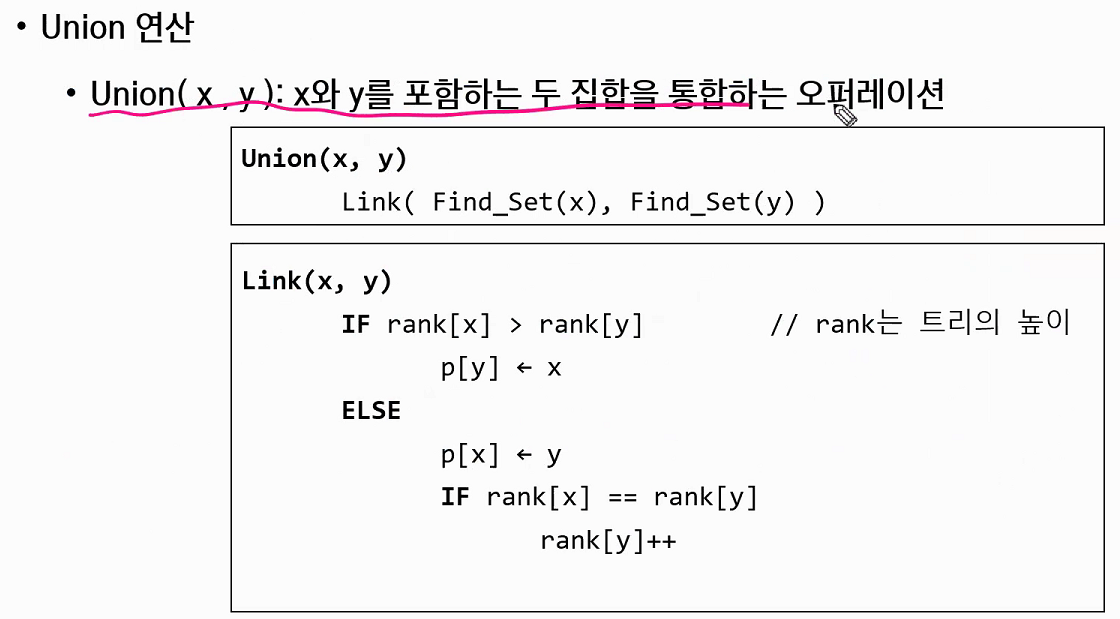 • Union 연산
• Union( x , y ): x와 y를 포함하는 두 집합을 통합하는 오퍼레이션
Union(x, y)
Link( Find_Set(x), Find_Set(y) )
Link(x, y)
IF rank[x] > rank[y] // rank는 트리의 높이
p[y] ← x
ELSE
p[x] ← y
IF rank[x] == rank[y]
rank[y]++